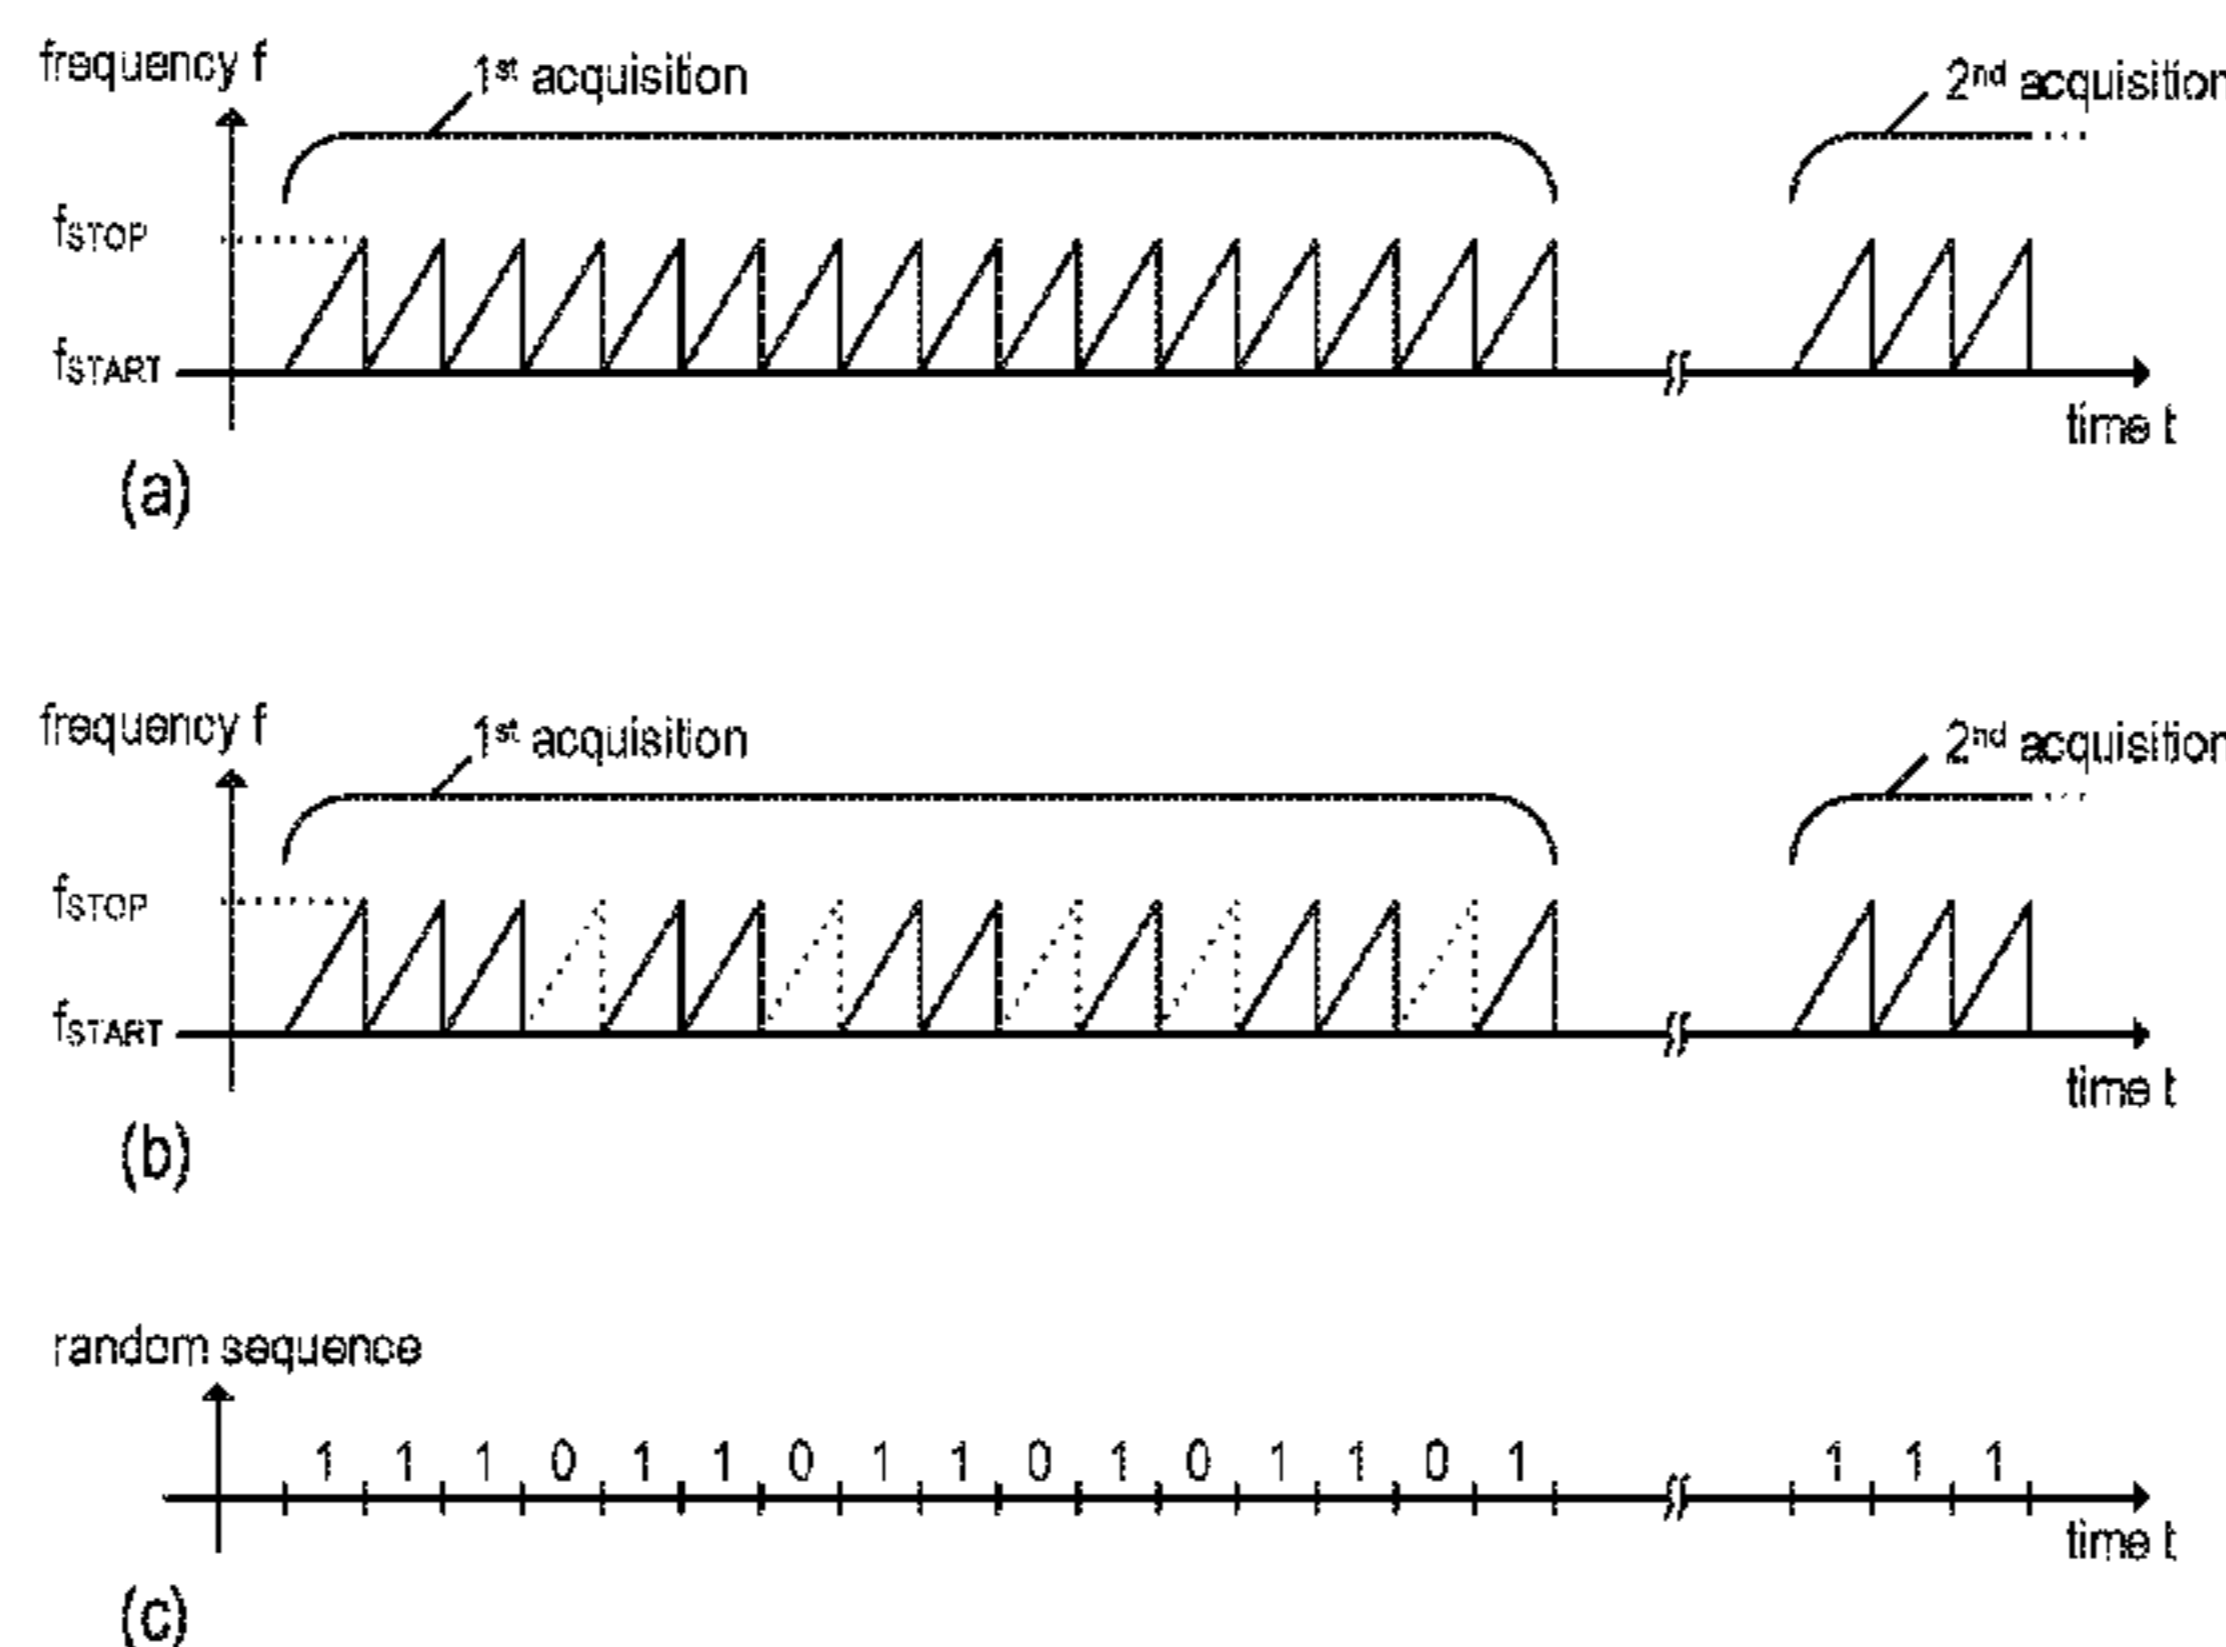 frequency f
1st acquisition
2nd acquisition
fSTOP
fSTART
time t
(a)
frequency f
1st acquisition
2nd acquisition
fSTOP
fSTART
time t
(b)
random sequence
1 1 1 0 1 1 0 1 1 0 1 0 1 1 0 1 1 1 1
time t
(c)